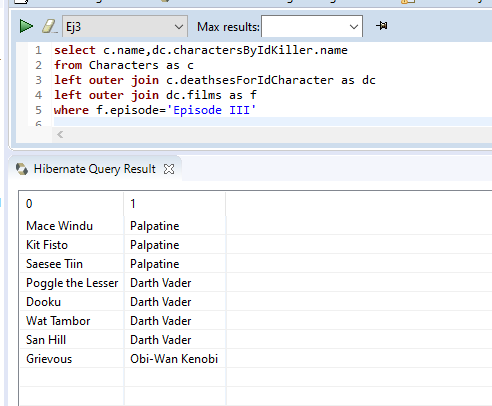 Ej3 Max results:
1 select c.name,dc.charactersByIdKiller.name
2 from Characters as c
3 left outer join c.deathsesForIdCharacter as dc
4 left outer join dc.films as f
5 where f.episode='Episode III'
6
Hibernate Query Result
0 1
Mace Windu Palpatine
Kit Fisto Palpatine
Saesee Tiin Palpatine
Poggle the Lesser Darth Vader
Dooku Darth Vader
Wat Tambor Darth Vader
San Hill Darth Vader
Grievous Obi-Wan Kenobi